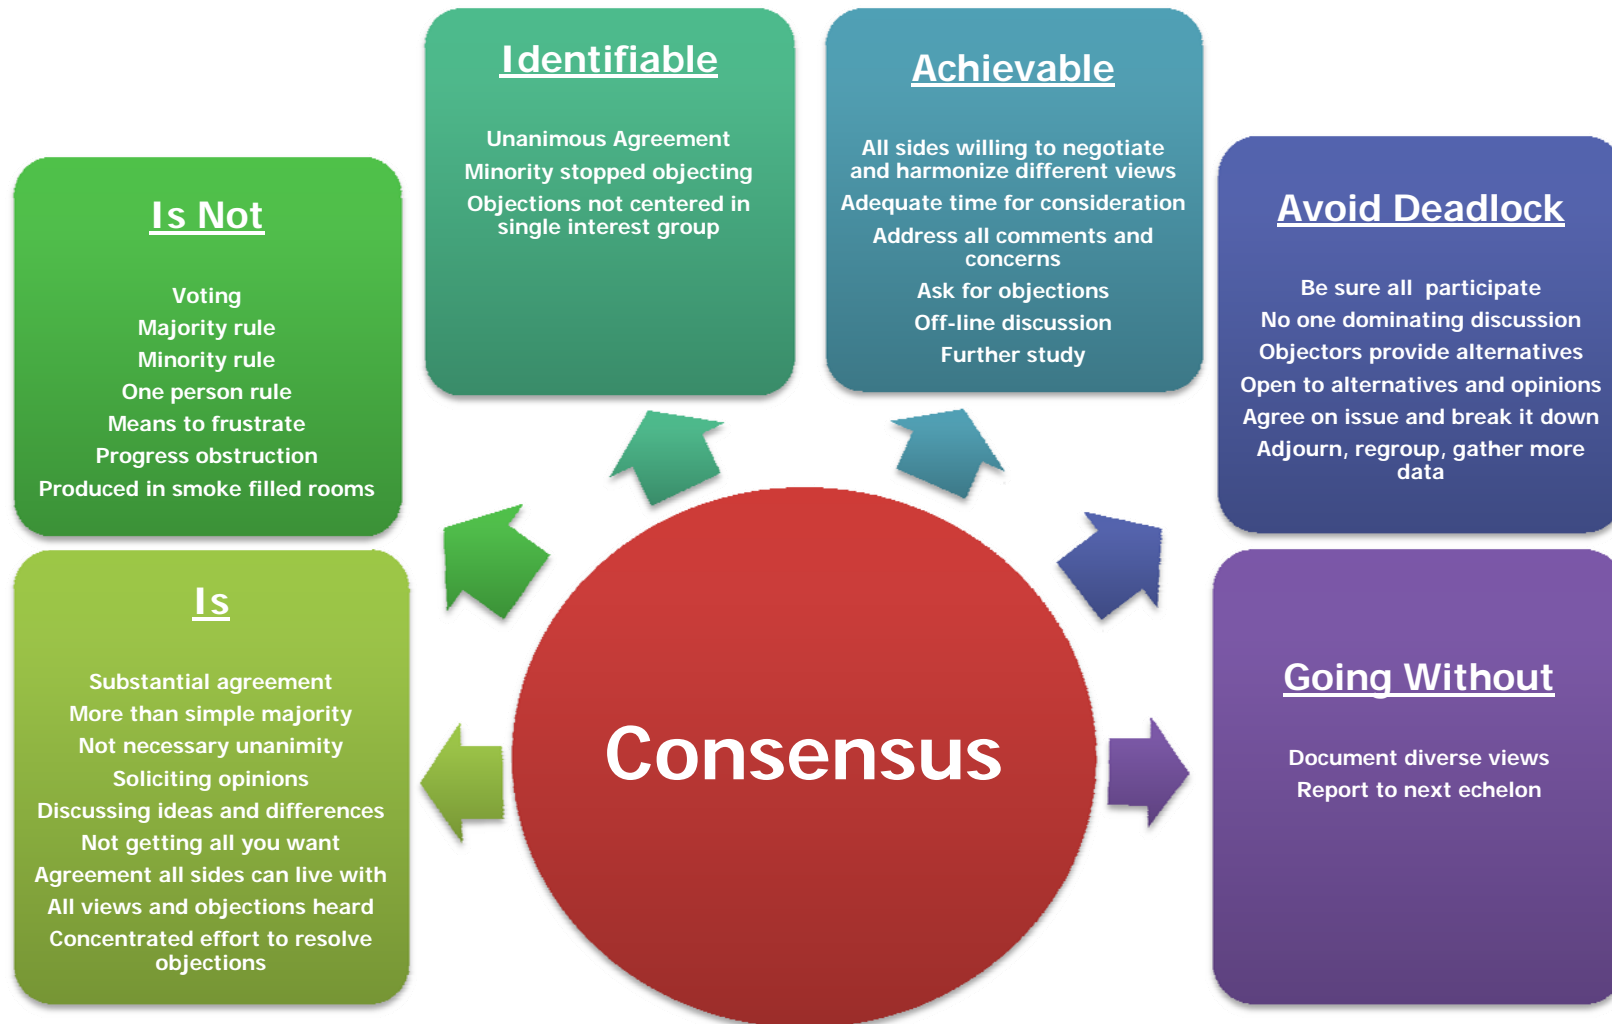 Identifiable
Unanimous Agreement
Minority stopped objecting
Objections not centered in
single interest group
Achievable
All sides willing to negotiate
and harmonize different views
Adequate time for consideration
Address all comments and
concerns
Ask for objections
Off-line discussion
Further study
Is Not
Voting
Majority rule
Minority rule
One person rule
Means to frustrate
Progress obstruction
Produced in smoke filled rooms
Avoid Deadlock
Be sure all participate
No one dominating discussion
Objectors provide alternatives
Open to alternatives and opinions
Agree on issue and break it down
Adjourn, regroup, gather more
data
Is
Substantial agreement
More than simple majority
Not necessary unanimity
Soliciting opinions
Discussing ideas and differences
Not getting all you want
Agreement all sides can live with
All views and objections heard
Concentrated effort to resolve
objections
Consensus
Going Without
Document diverse views
Report to next echelon